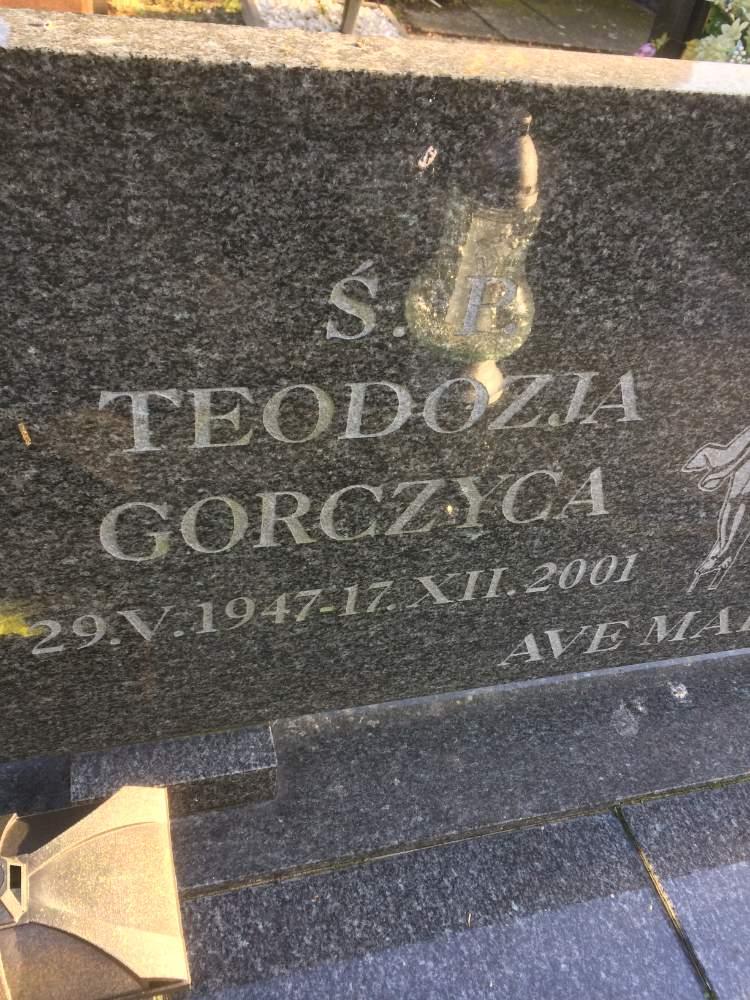 Ś. P.
TEODOZJA
GORCZYCA
29.V.1947-17.XII.2001
AVE